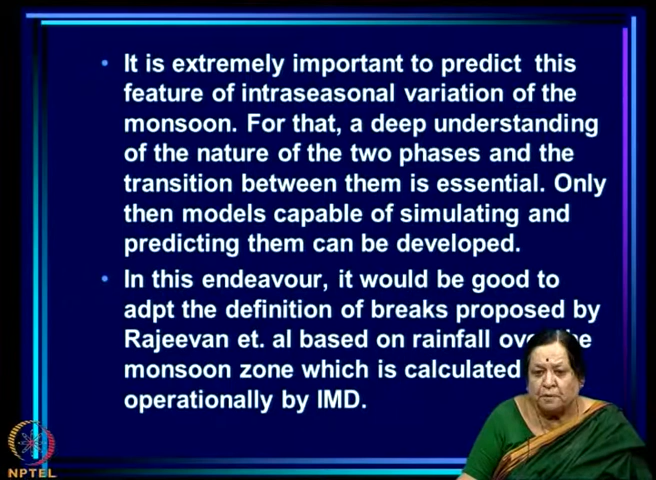 It is extremely important to predict this
feature of intraseasonal variation of the
monsoon. For that, a deep understanding
of the nature of the two phases and the
transition between them is essential. Only
then models capable of simulating and
predicting them can be developed.
In this endeavour, it would be good to
adpt the definition of breaks proposed by
Rajeevan et. al based on rainfall
monsoon zone which is calculated
operationally by IMD.
NPTEL